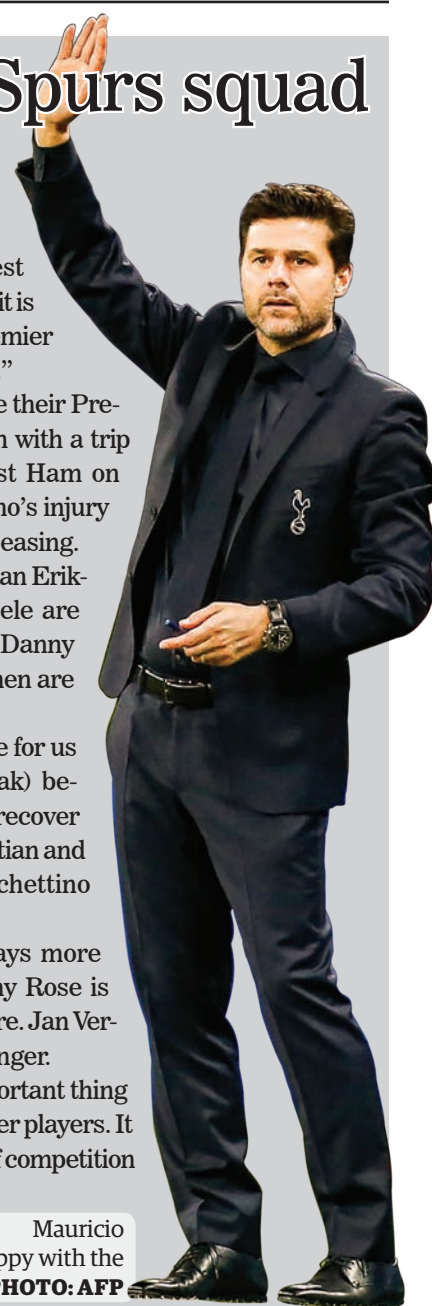 Spurs squad
est
it is
mier
”
e their Pre-
n with a trip
st Ham on
no’s injury
easing.
an Erik-
ele are
Danny
nen are
e for us
ak) be-
recover
tian and
chettino
ays more
ny Rose is
re. Jan Ver-
nger.
ortant thing
er players. It
f competition
Mauricio
ppy with the
PHOTO: AFP